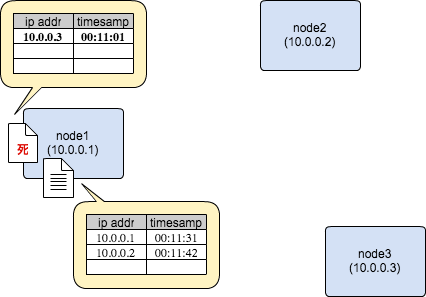 ip addr timesamp
10.0.0.3 00:11:01
node2
(10.0.0.2)
node1
(10.0.0.1)
死
ip addr timesamp
10.0.0.1 00:11:31
10.0.0.2 00:11:42
node3
(10.0.0.3)